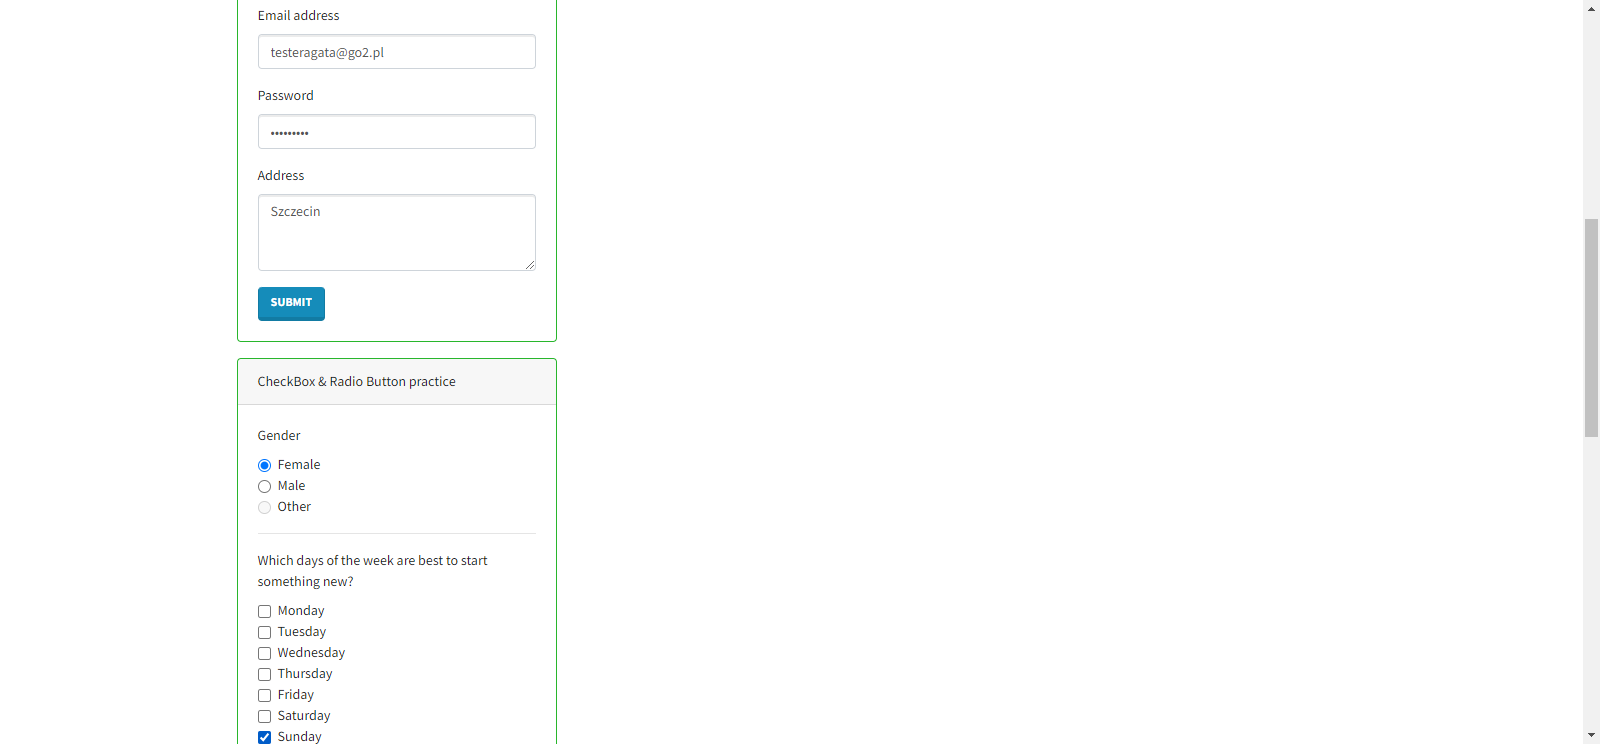 Email address
testeragata@go2.pl
Password
•••••••••
Address
Szczecin
SUBMIT
CheckBox & Radio Button practice
Gender
Female
Male
Other
Which days of the week are best to start
something new?
Monday
Tuesday
Wednesday
Thursday
Friday
Saturday
Sunday